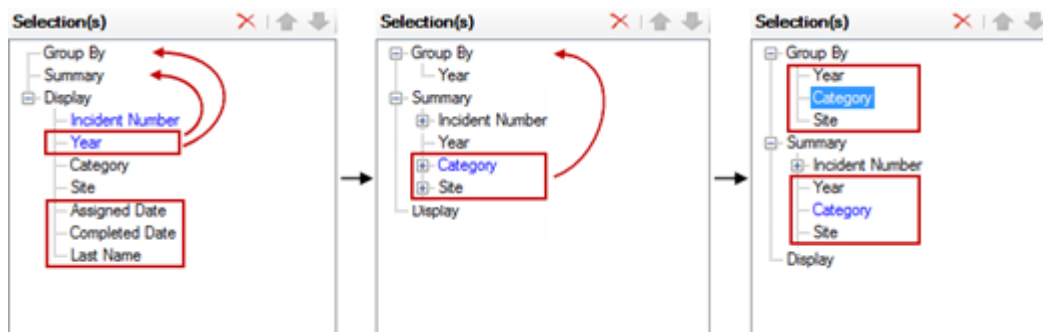 Selection(s)
Group By
Summary
Display
Incident Number
Year
Category
Site
Assigned Date
Completed Date
Last Name
Selection(s)
Group By
Year
Summary
Incident Number
Year
Category
Site
Display
Selection(s)
Group By
Year
Category
Site
Summary
Incident Number
Year
Category
Site
Display